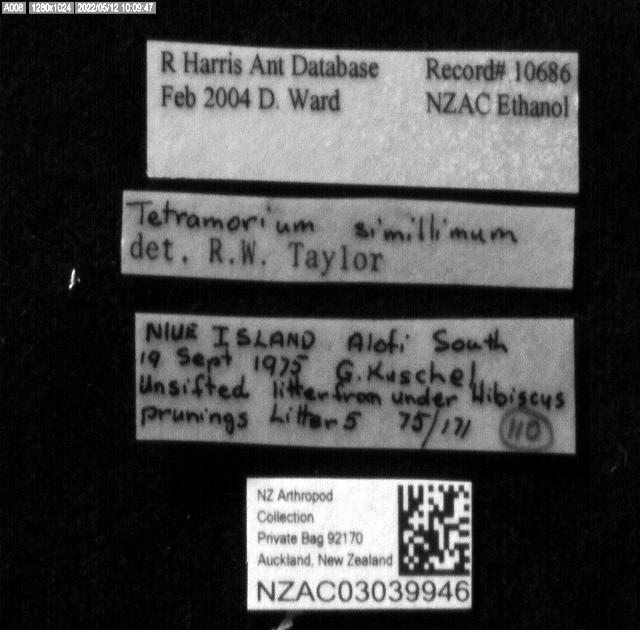 A008 1280x1024 2022/05/12 10:09:47
R Harris Ant Database Record# 10686
Feb 2004 D. Ward NZAC Ethanol
Tetramorium simillimum
det. R.W. Taylor
NIUE ISLAND Alofi South
19 Sept 1975 G. Kuschel
Unsifted litter from under Hibiscus
prunings Litter 5 75/171 110
NZ Arthropod
Collection
Private Bag 92170
Auckland, New Zealand
NZAC03039946